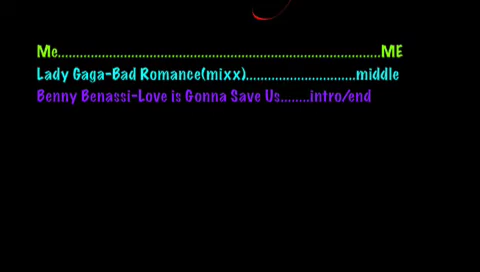 Me........................................................................................ME
Lady Gaga-Bad Romance(mixx)..............................middle
Benny Benassi-Love is Gonna Save Us........intro/end